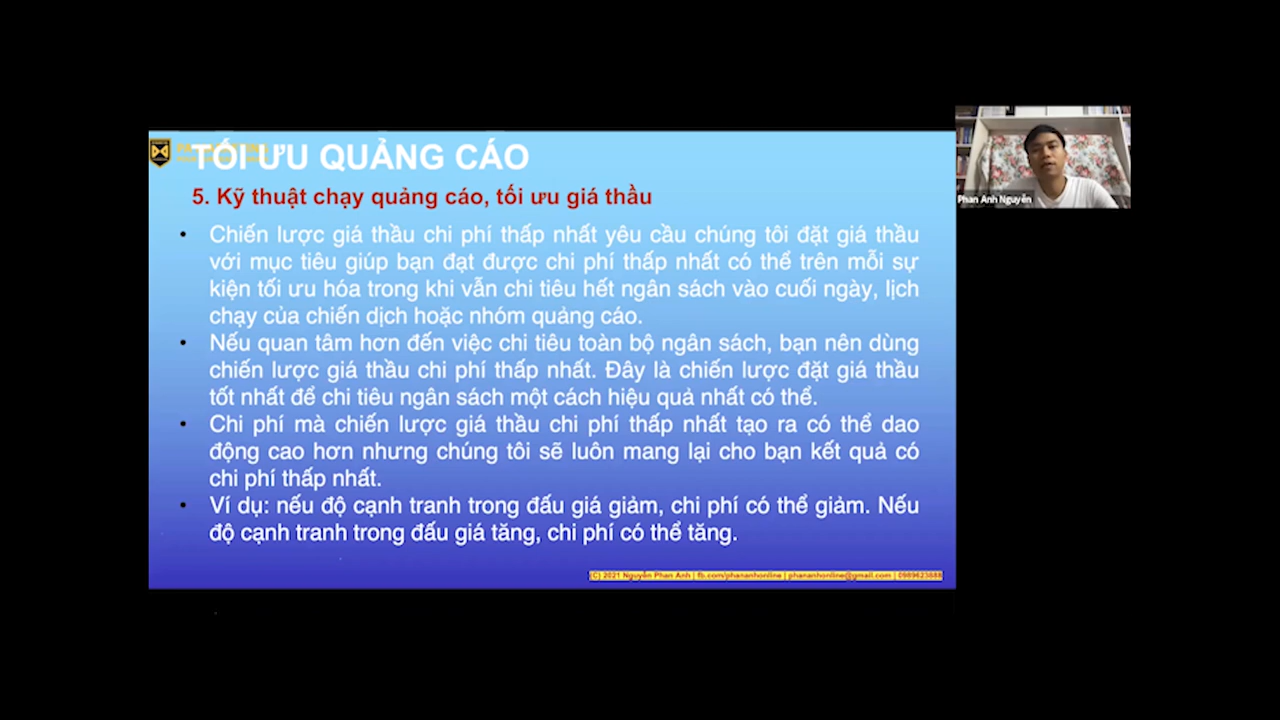 TỐI ƯU QUẢNG CÁO
5. Kỹ thuật chạy quảng cáo, tối ưu giá thầu
• Chiến lược giá thầu chi phí thấp nhất yêu cầu chúng tôi đặt giá thầu
với mục tiêu giúp bạn đạt được chi phí thấp nhất có thể trên mỗi sự
kiện tối ưu hóa trong khi vẫn chi tiêu hết ngân sách vào cuối ngày, lịch
chạy của chiến dịch hoặc nhóm quảng cáo.
• Nếu quan tâm hơn đến việc chi tiêu toàn bộ ngân sách, bạn nên dùng
chiến lược giá thầu chi phí thấp nhất. Đây là chiến lược đặt giá thầu
tốt nhất để chi tiêu ngân sách một cách hiệu quả nhất có thể.
• Chi phí mà chiến lược giá thầu chi phí thấp nhất tạo ra có thể dao
động cao hơn nhưng chúng tôi sẽ luôn mang lại cho bạn kết quả có
chi phí thấp nhất.
• Ví dụ: nếu độ cạnh tranh trong đấu giá giảm, chi phí có thể giảm. Nếu
độ cạnh tranh trong đấu giá tăng, chi phí có thể tăng.
(C) 2021 Nguyễn Phan Anh | fb.com/phananhonline | phananhonline@gmail.com | 0989623888
Phan Anh Nguyễn